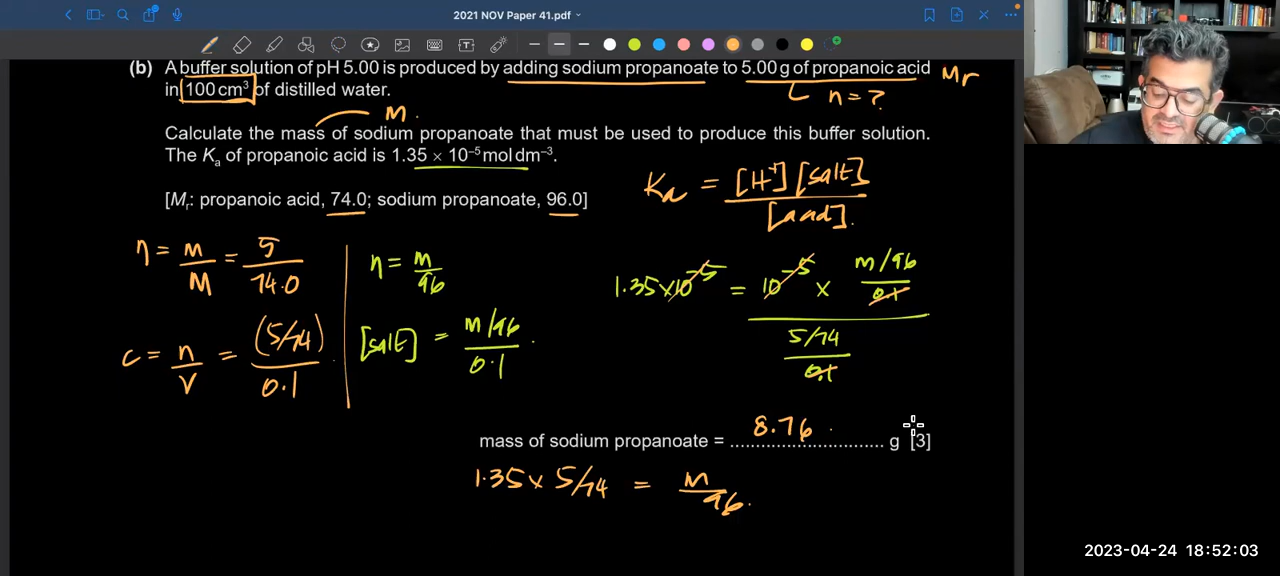 2021 NOV Paper 41.pdf
(b) A buffer solution of pH 5.00 is produced by adding sodium propanoate to 5.00 g of propanoic acid
in 100 cm³ of distilled water.
Mr
n = ?
M
Calculate the mass of sodium propanoate that must be used to produce this buffer solution.
The Kₐ of propanoic acid is 1.35 × 10⁻⁵ mol dm⁻³.
Ka = [H⁺][salt] / [acid]
[Mᵣ: propanoic acid, 74.0; sodium propanoate, 96.0]
n = m/M = 5/74.0
n = m/96
1.35×10⁻⁵ = 10⁻⁵ × (m/96)/0.1
(5/74)/0.1
c = n/V = (5/74)/0.1
[salt] = (m/96)/0.1
8.76
mass of sodium propanoate = .............................. g [3]
1.35 × 5/74 = m/96
2023-04-24 18:52:03